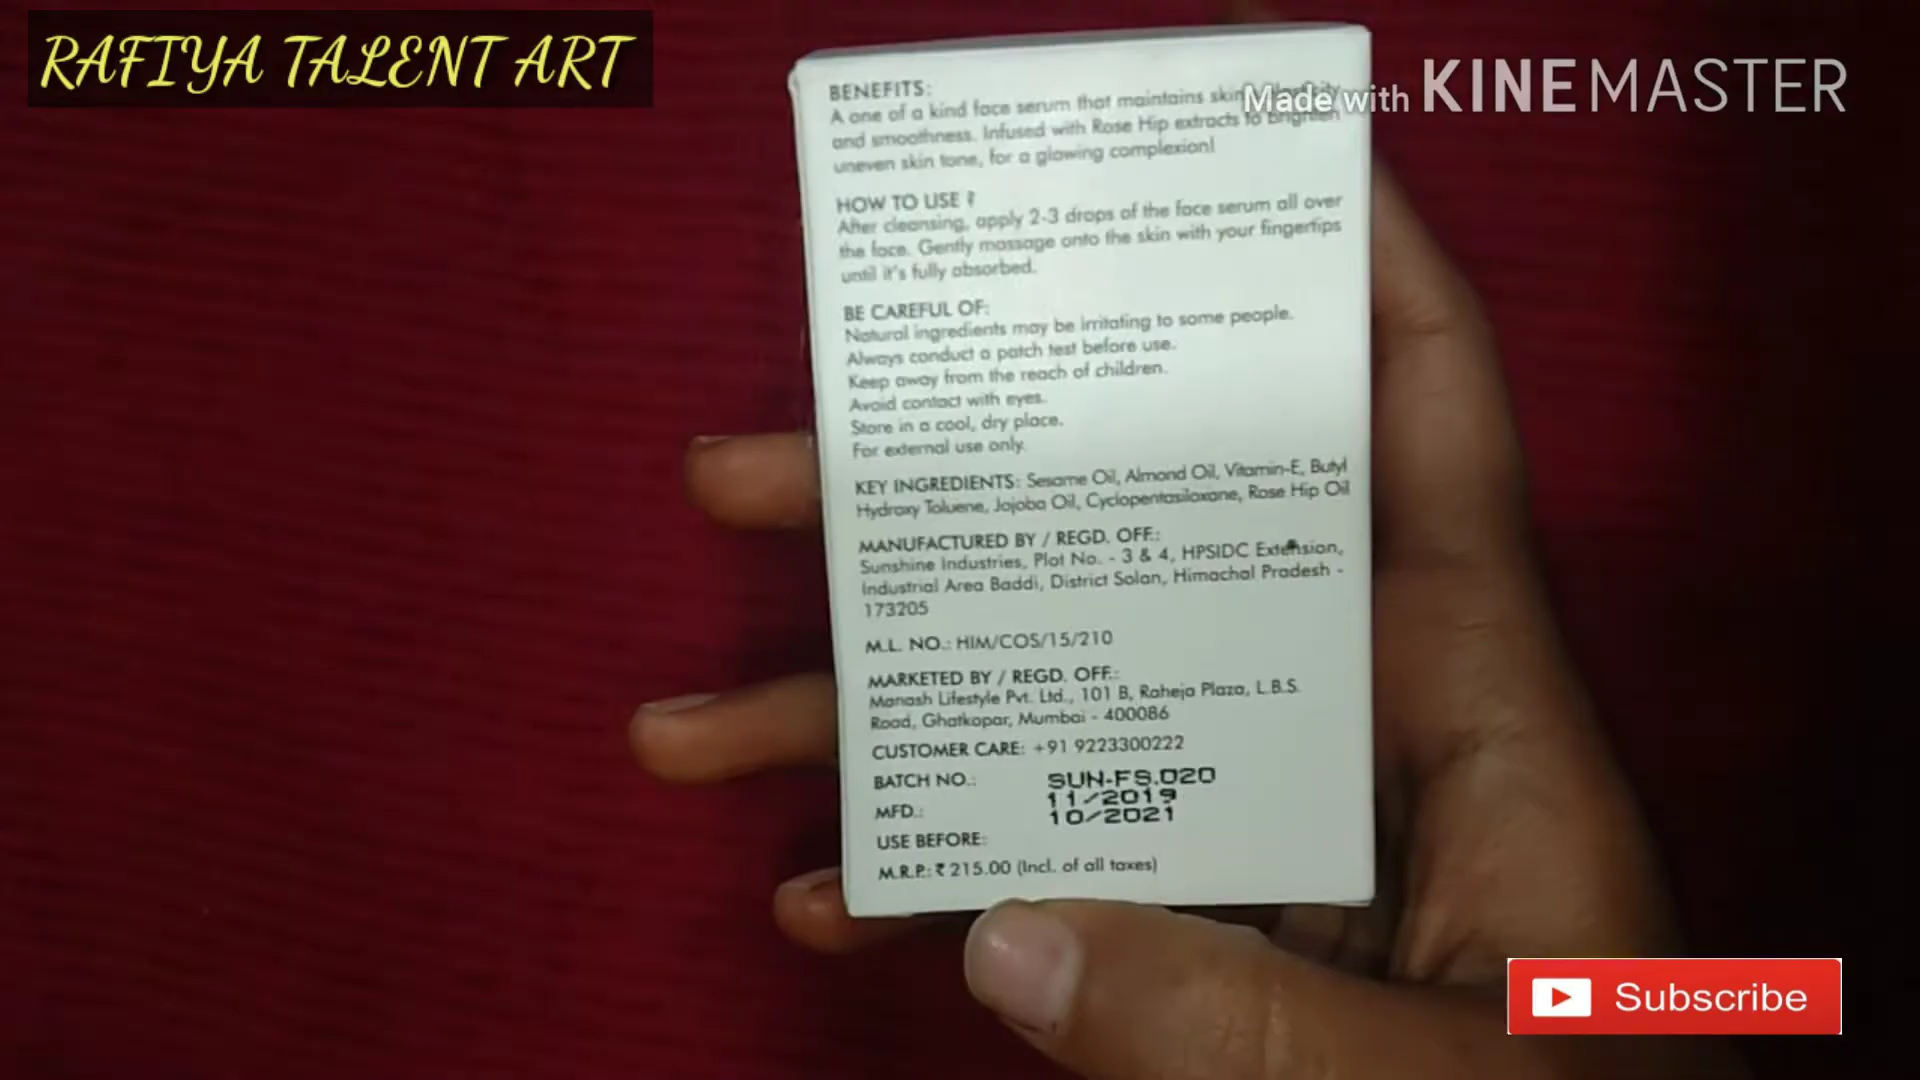 RAFIYA TALENT ART
Made with KINEMASTER
BENEFITS:
A one of a kind face serum that maintains skin
and smoothness. Infused with Rose Hip extracts to brighten
uneven skin tone, for a glowing complexion!
HOW TO USE ?
After cleansing, apply 2-3 drops of the face serum all over
the face. Gently massage onto the skin with your fingertips
until it's fully absorbed.
BE CAREFUL OF:
Natural ingredients may be irritating to some people.
Always conduct a patch test before use.
Keep away from the reach of children.
Avoid contact with eyes.
Store in a cool, dry place.
For external use only.
KEY INGREDIENTS: Sesame Oil, Almond Oil, Vitamin-E, Butyl
Hydroxy Toluene, Jojoba Oil, Cyclopentasiloxane, Rose Hip Oil
MANUFACTURED BY / REGD. OFF.:
Sunshine Industries, Plot No. - 3 & 4, HPSIDC Extension,
Industrial Area Baddi, District Solan, Himachal Pradesh -
173205
M.L. NO.: HIM/COS/15/210
MARKETED BY / REGD. OFF.:
Manash Lifestyle Pvt. Ltd., 101 B, Raheja Plaza, L.B.S.
Road, Ghatkopar, Mumbai - 400086
CUSTOMER CARE: +91 9223300222
BATCH NO.: SUN-FS.020
MFD.: 11/2019
USE BEFORE: 10/2021
M.R.P.: ₹ 215.00 (Incl. of all taxes)
Subscribe